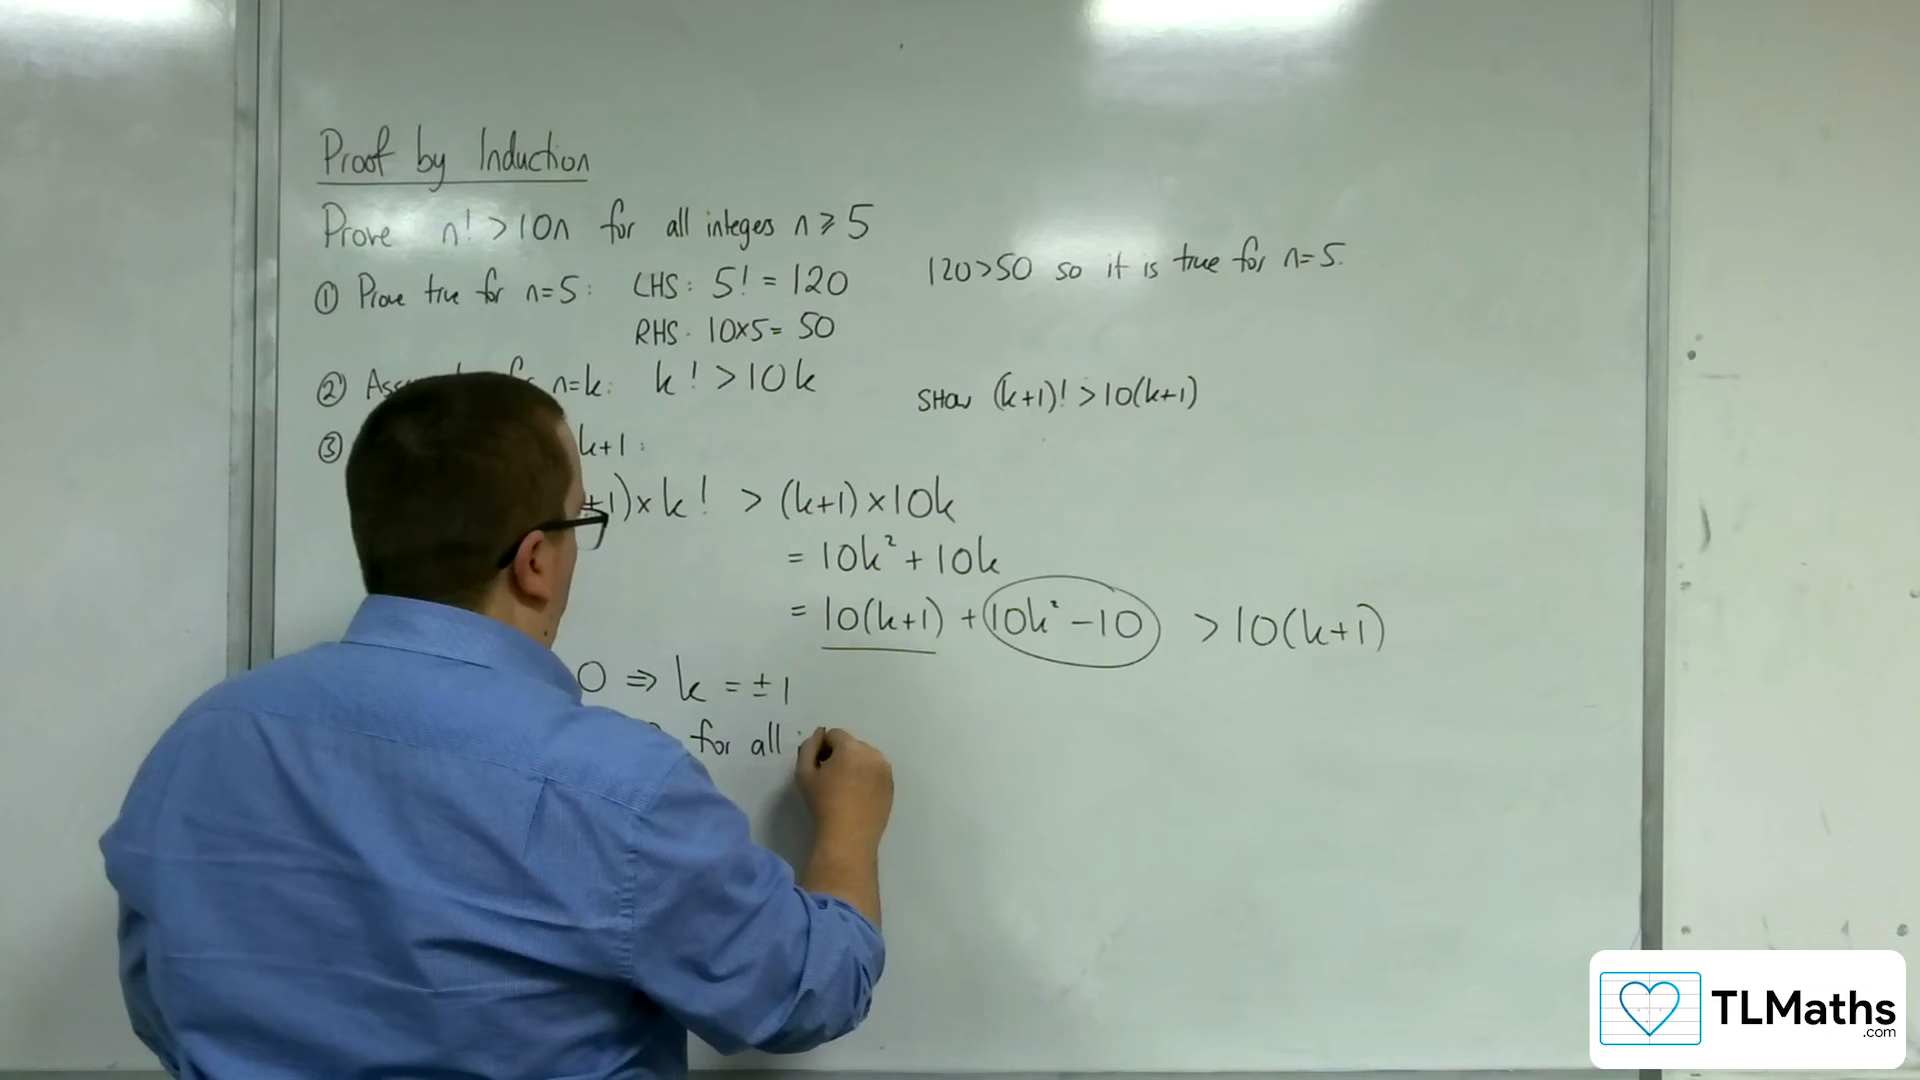 Proof by Induction
Prove n! > 10n for all integers n ⩾ 5
① Prove true for n=5: LHS: 5! = 120
120>50 so it is true for n=5.
RHS: 10×5= 50
② n=k: k! > 10k
SHOW (k+1)! > 10(k+1)
③ k+1:
+1)×k! > (k+1)×10k
= 10k² + 10k
= 10(k+1) + 10k² − 10 > 10(k+1)
0 ⇒ k = ±1
for all
TLMaths
.com